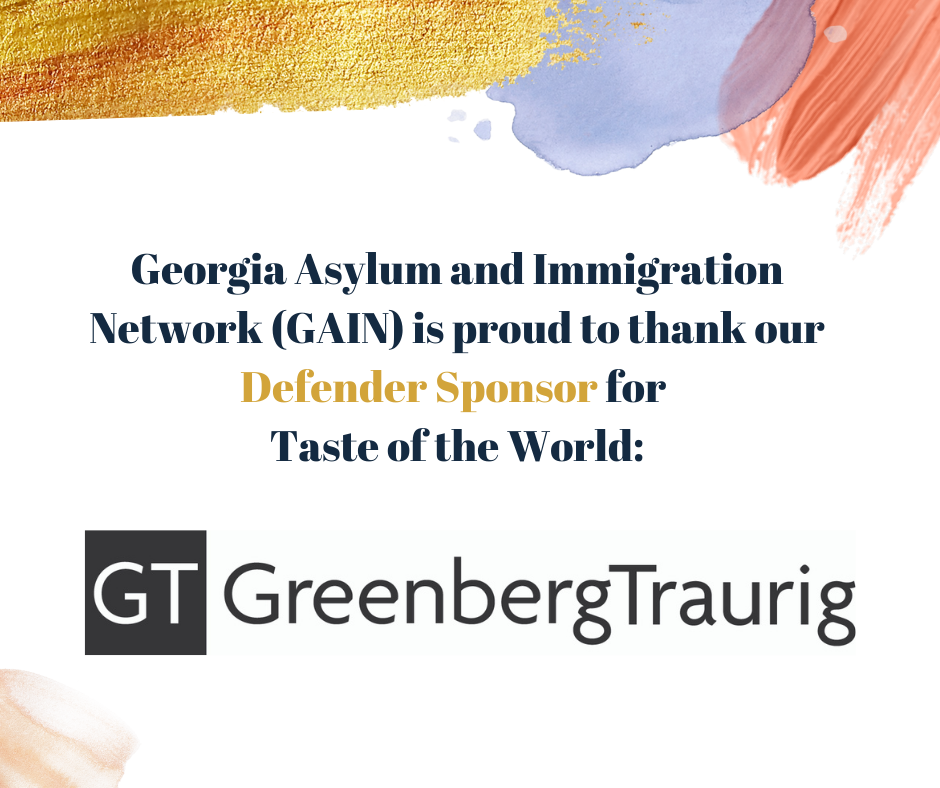 Georgia Asylum and Immigration
Network (GAIN) is proud to thank our
Defender Sponsor for
Taste of the World:
GT GreenbergTraurig